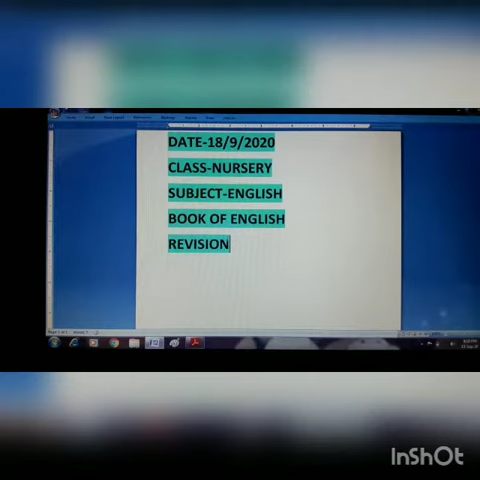 DATE-18/9/2020
CLASS-NURSERY
SUBJECT-ENGLISH
BOOK OF ENGLISH
REVISION
InShOt